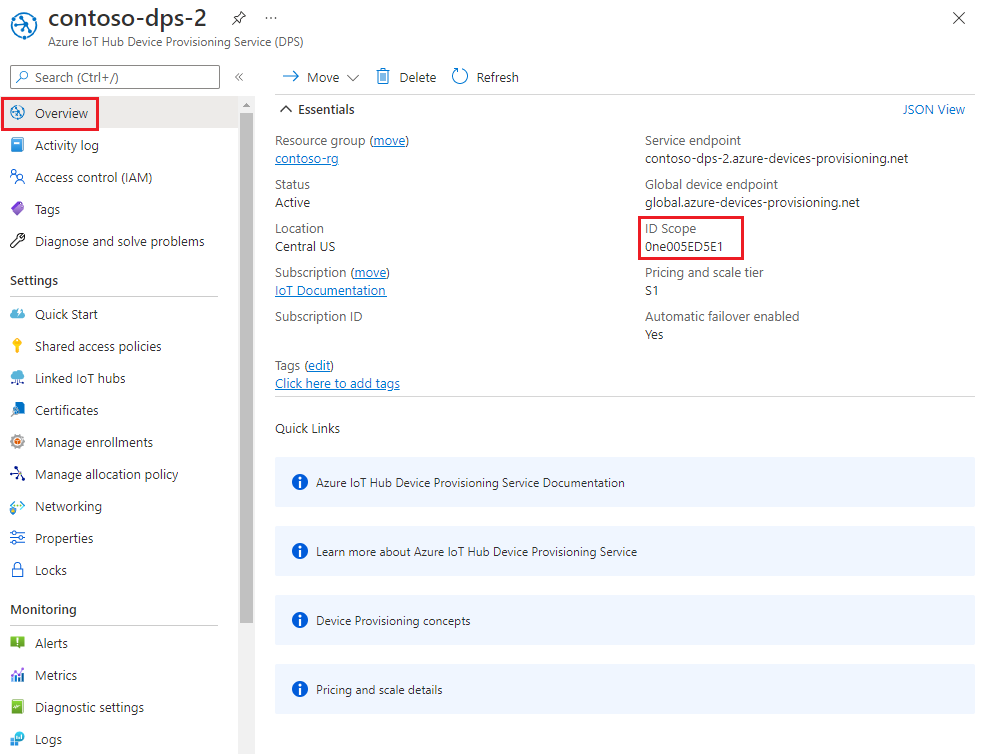 contoso-dps-2
Azure IoT Hub Device Provisioning Service (DPS)
Search (Ctrl+/)
Overview
Activity log
Access control (IAM)
Tags
Diagnose and solve problems
Settings
Quick Start
Shared access policies
Linked IoT hubs
Certificates
Manage enrollments
Manage allocation policy
Networking
Properties
Locks
Monitoring
Alerts
Metrics
Diagnostic settings
Logs
Move
Delete
Refresh
Essentials
JSON View
Resource group (move)
contoso-rg
Status
Active
Location
Central US
Subscription (move)
IoT Documentation
Subscription ID
Tags (edit)
Click here to add tags
Service endpoint
contoso-dps-2.azure-devices-provisioning.net
Global device endpoint
global.azure-devices-provisioning.net
ID Scope
0ne005ED5E1
Pricing and scale tier
S1
Automatic failover enabled
Yes
Quick Links
Azure IoT Hub Device Provisioning Service Documentation
Learn more about Azure IoT Hub Device Provisioning Service
Device Provisioning concepts
Pricing and scale details